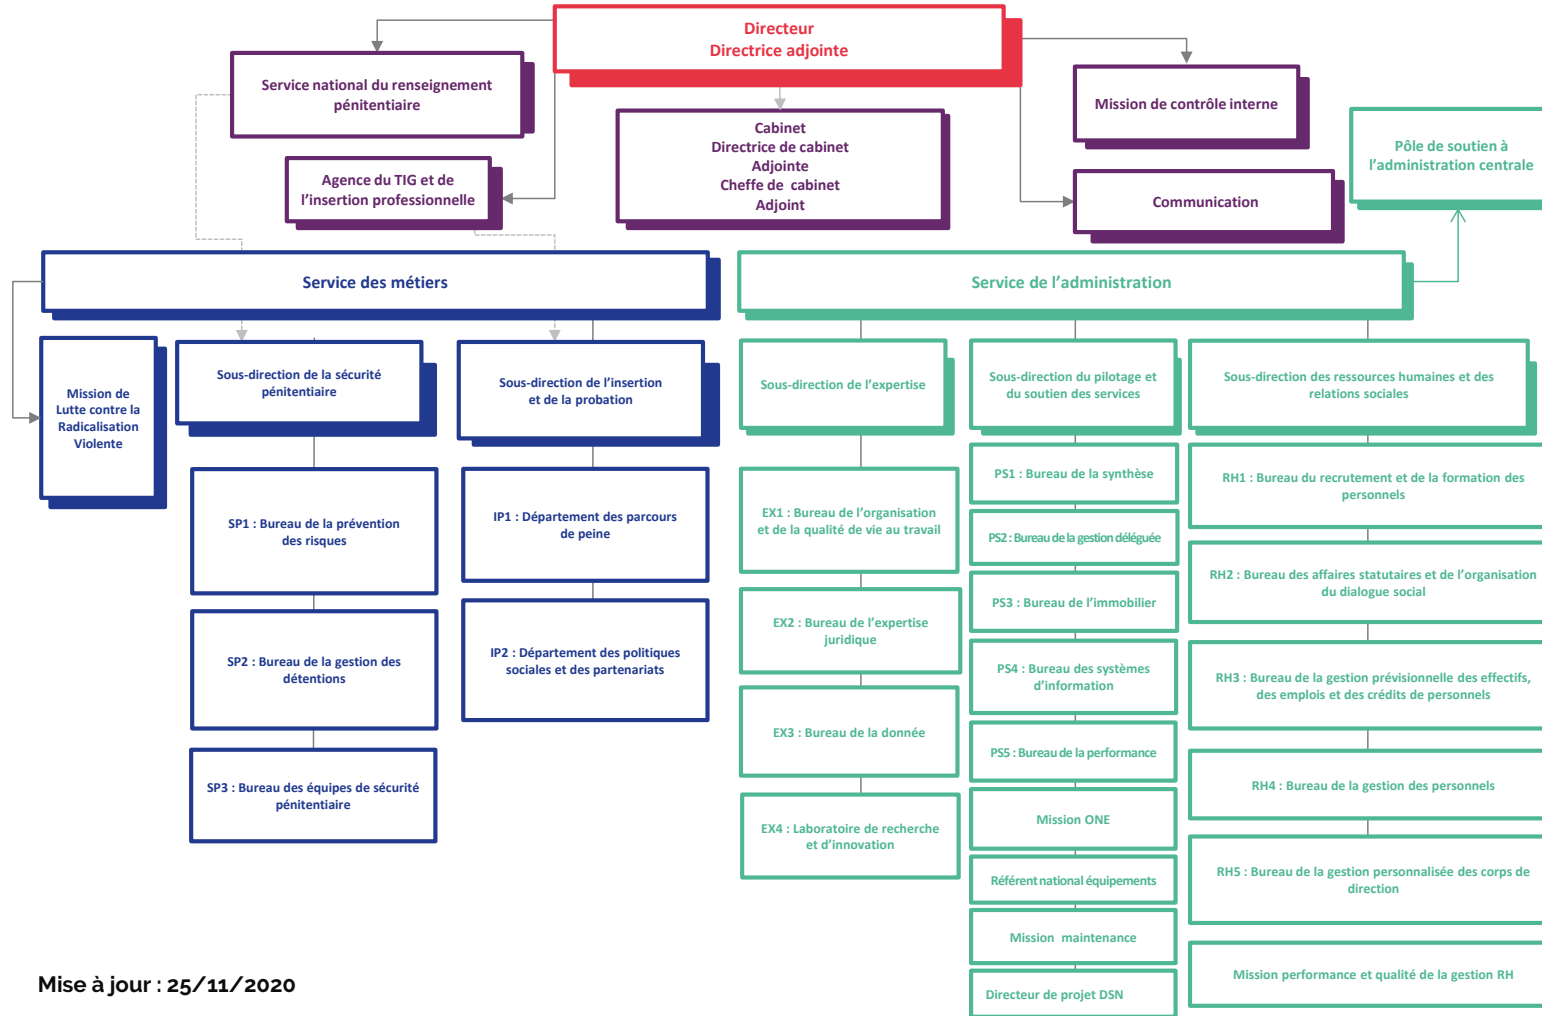 Directeur
Directrice adjointe
Service national du renseignement
pénitentiaire
Mission de contrôle interne
Cabinet
Directrice de cabinet
Adjointe
Cheffe de cabinet
Adjoint
Pôle de soutien à
l'administration centrale
Agence du TIG et de
l'insertion professionnelle
Communication
Service des métiers
Service de l'administration
Mission de
Lutte contre la
Radicalisation
Violente
Sous-direction de la sécurité
pénitentiaire
Sous-direction de l'insertion
et de la probation
Sous-direction de l'expertise
Sous-direction du pilotage et
du soutien des services
Sous-direction des ressources humaines et des
relations sociales
SP1 : Bureau de la prévention
des risques
SP2 : Bureau de la gestion des
détentions
SP3 : Bureau des équipes de sécurité
pénitentiaire
IP1 : Département des parcours
de peine
IP2 : Département des politiques
sociales et des partenariats
EX1 : Bureau de l'organisation
et de la qualité de vie au travail
EX2 : Bureau de l'expertise
juridique
EX3 : Bureau de la donnée
EX4 : Laboratoire de recherche
et d'innovation
PS1 : Bureau de la synthèse
PS2 : Bureau de la gestion déléguée
PS3 : Bureau de l'immobilier
PS4 : Bureau des systèmes
d'information
PS5 : Bureau de la performance
Mission ONE
Référent national équipements
Mission maintenance
Directeur de projet DSN
RH1 : Bureau du recrutement et de la formation des
personnels
RH2 : Bureau des affaires statutaires et de l'organisation
du dialogue social
RH3 : Bureau de la gestion prévisionnelle des effectifs,
des emplois et des crédits de personnels
RH4 : Bureau de la gestion des personnels
RH5 : Bureau de la gestion personnalisée des corps de
direction
Mission performance et qualité de la gestion RH
Mise à jour : 25/11/2020